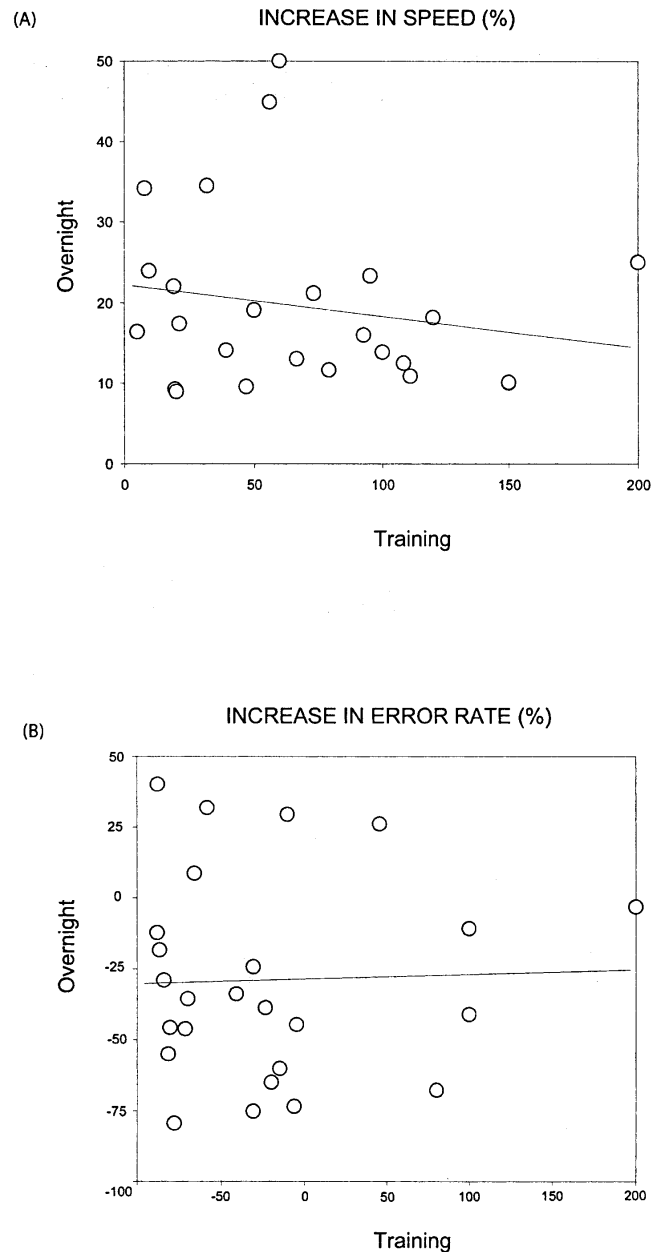 (A)
INCREASE IN SPEED (%)
50
40
30
20
10
0
Overnight
0 50 100 150 200
Training
(B)
INCREASE IN ERROR RATE (%)
50
25
0
-25
-50
-75
-100
Overnight
-50 0 50 100 150 200
Training